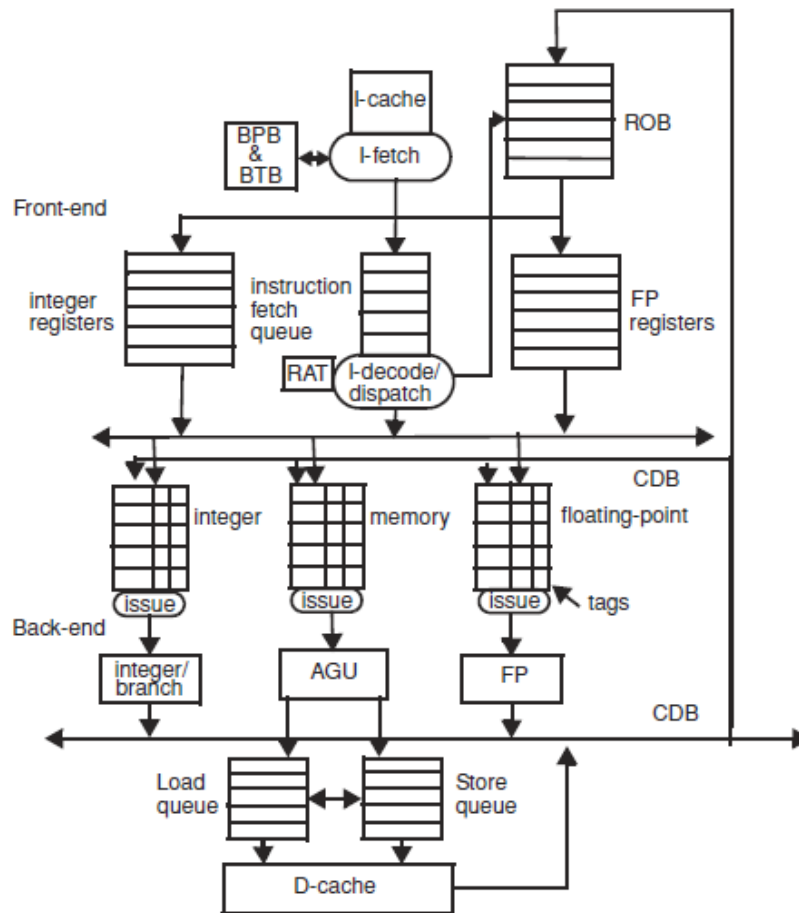 I-cache
BPB
&
BTB
I-fetch
ROB
Front-end
integer
registers
instruction
fetch
queue
FP
registers
RAT
I-decode/
dispatch
CDB
integer
memory
floating-point
issue
issue
issue
tags
Back-end
integer/
branch
AGU
FP
CDB
Load
queue
Store
queue
D-cache